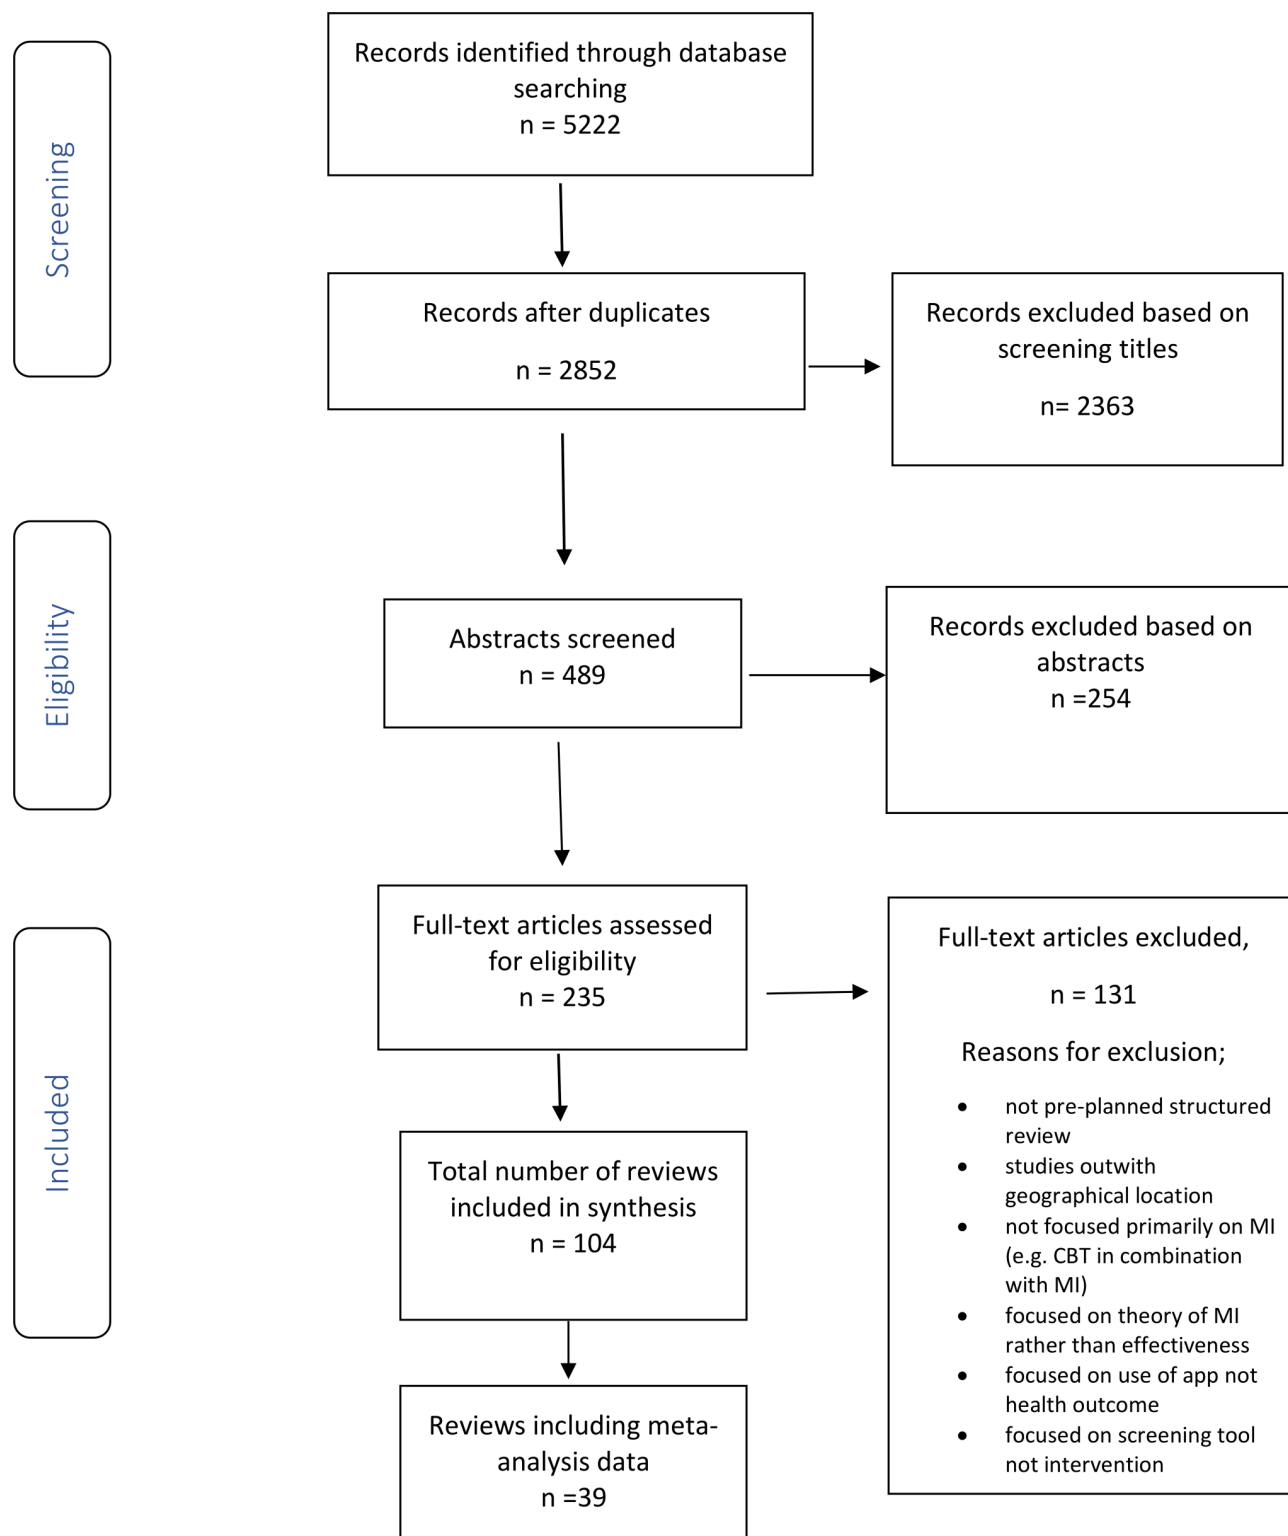 Screening
Records identified through database
searching
n = 5222
Records after duplicates
n = 2852
Records excluded based on
screening titles
n= 2363
Eligibility
Abstracts screened
n = 489
Records excluded based on
abstracts
n =254
Included
Full-text articles assessed
for eligibility
n = 235
Full-text articles excluded,
n = 131
Reasons for exclusion;
• not pre-planned structured
review
• studies outwith
geographical location
• not focused primarily on MI
(e.g. CBT in combination
with MI)
• focused on theory of MI
rather than effectiveness
• focused on use of app not
health outcome
• focused on screening tool
not intervention
Total number of reviews
included in synthesis
n = 104
Reviews including meta-
analysis data
n =39